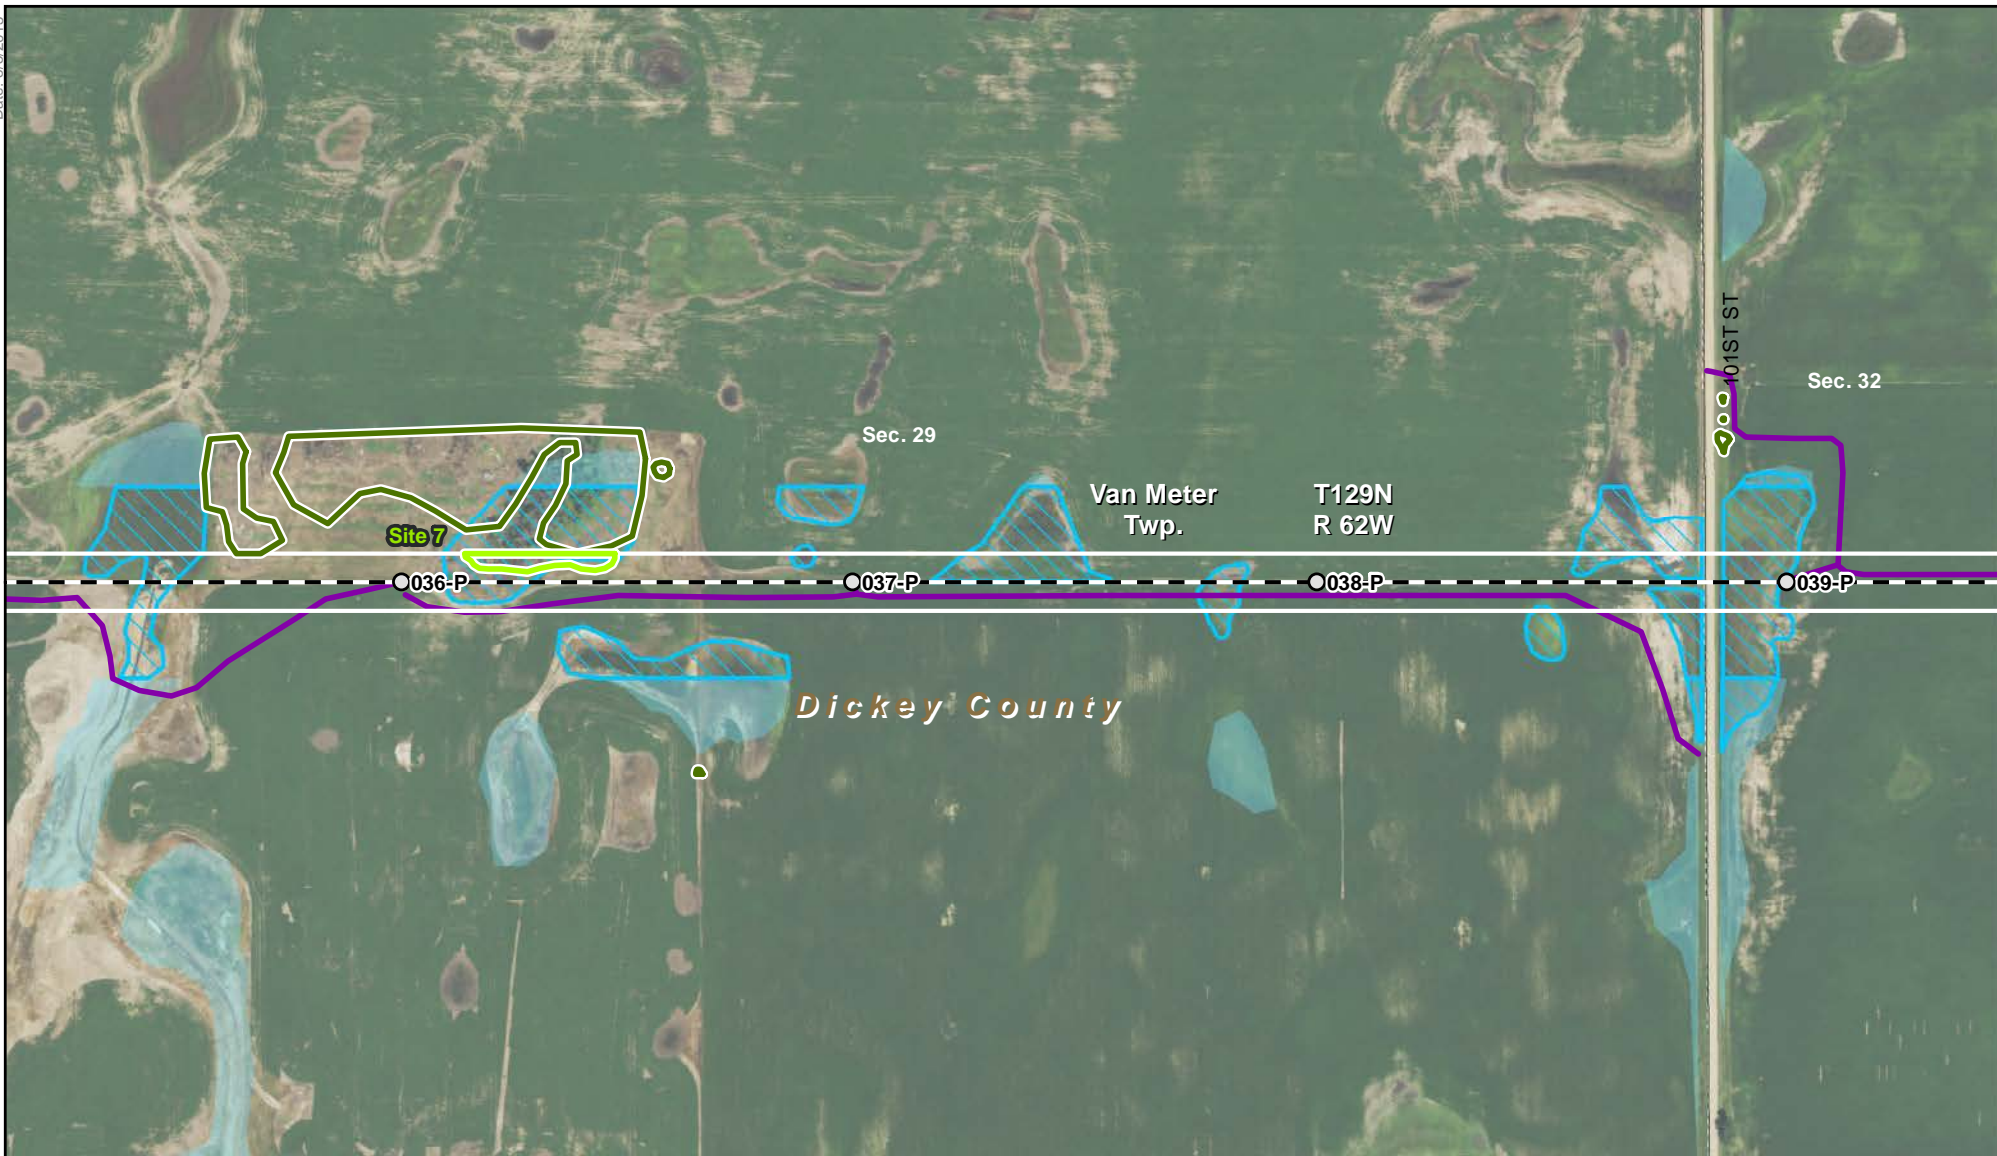 101ST ST
Sec. 32
Sec. 29
Van Meter
Twp.
T129N
R 62W
Site 7
036-P
037-P
038-P
039-P
Dickey County